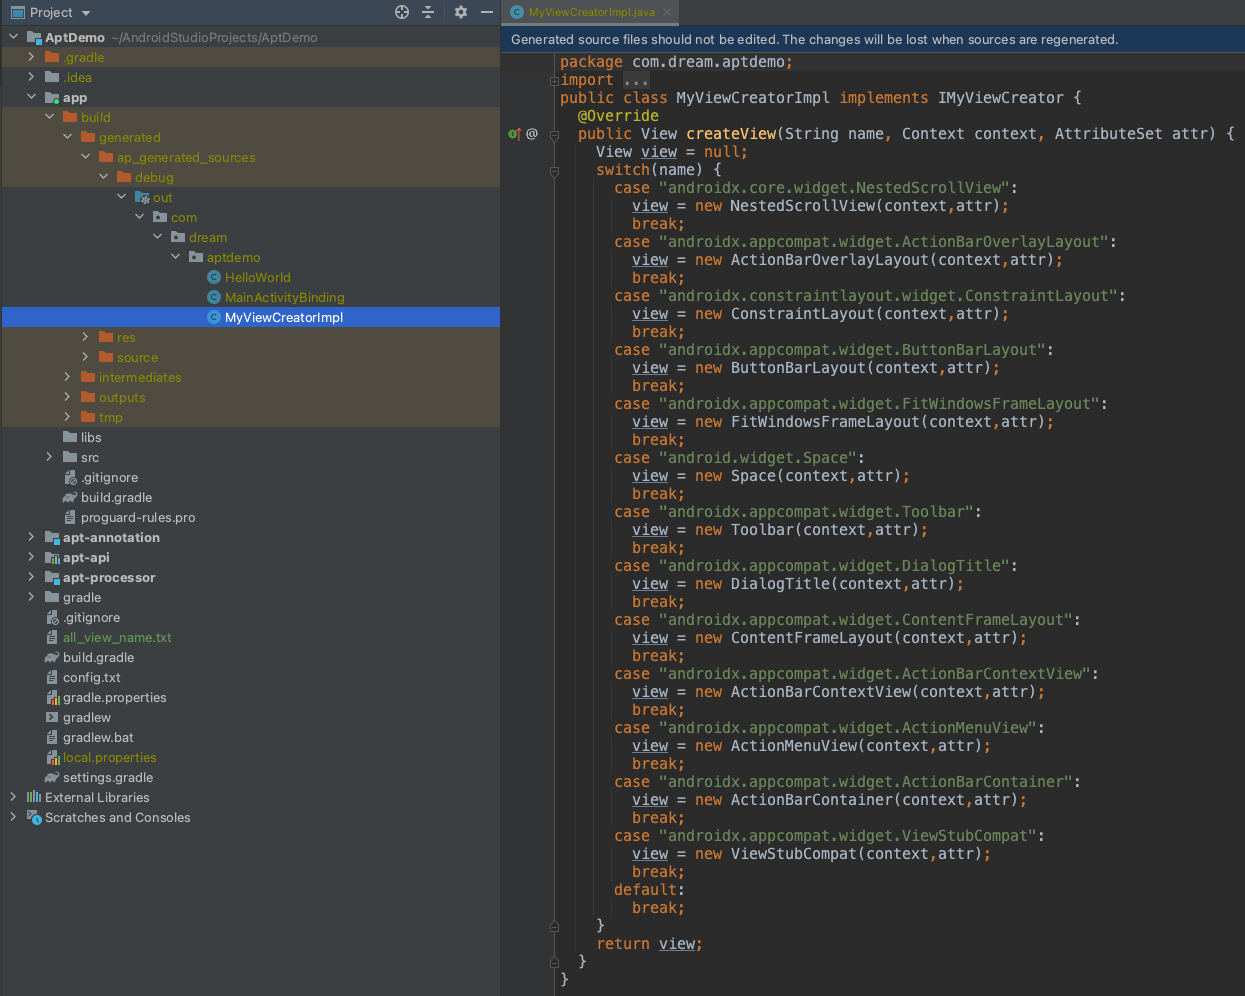 Project
AptDemo ~/AndroidStudioProjects/AptDemo
.gradle
.idea
app
build
generated
ap_generated_sources
debug
out
com
dream
aptdemo
HelloWorld
MainActivityBinding
MyViewCreatorImpl
res
source
intermediates
outputs
tmp
libs
src
.gitignore
build.gradle
proguard-rules.pro
apt-annotation
apt-api
apt-processor
gradle
.gitignore
all_view_name.txt
build.gradle
config.txt
gradle.properties
gradlew
gradlew.bat
local.properties
settings.gradle
External Libraries
Scratches and Consoles
MyViewCreatorImpl.java
Generated source files should not be edited. The changes will be lost when sources are regenerated.
package com.dream.aptdemo;
import ...
public class MyViewCreatorImpl implements IMyViewCreator {
@Override
public View createView(String name, Context context, AttributeSet attr) {
View view = null;
switch(name) {
case "androidx.core.widget.NestedScrollView":
view = new NestedScrollView(context,attr);
break;
case "androidx.appcompat.widget.ActionBarOverlayLayout":
view = new ActionBarOverlayLayout(context,attr);
break;
case "androidx.constraintlayout.widget.ConstraintLayout":
view = new ConstraintLayout(context,attr);
break;
case "androidx.appcompat.widget.ButtonBarLayout":
view = new ButtonBarLayout(context,attr);
break;
case "androidx.appcompat.widget.FitWindowsFrameLayout":
view = new FitWindowsFrameLayout(context,attr);
break;
case "android.widget.Space":
view = new Space(context,attr);
break;
case "androidx.appcompat.widget.Toolbar":
view = new Toolbar(context,attr);
break;
case "androidx.appcompat.widget.DialogTitle":
view = new DialogTitle(context,attr);
break;
case "androidx.appcompat.widget.ContentFrameLayout":
view = new ContentFrameLayout(context,attr);
break;
case "androidx.appcompat.widget.ActionBarContextView":
view = new ActionBarContextView(context,attr);
break;
case "androidx.appcompat.widget.ActionMenuView":
view = new ActionMenuView(context,attr);
break;
case "androidx.appcompat.widget.ActionBarContainer":
view = new ActionBarContainer(context,attr);
break;
case "androidx.appcompat.widget.ViewStubCompat":
view = new ViewStubCompat(context,attr);
break;
default:
break;
}
return view;
}
}